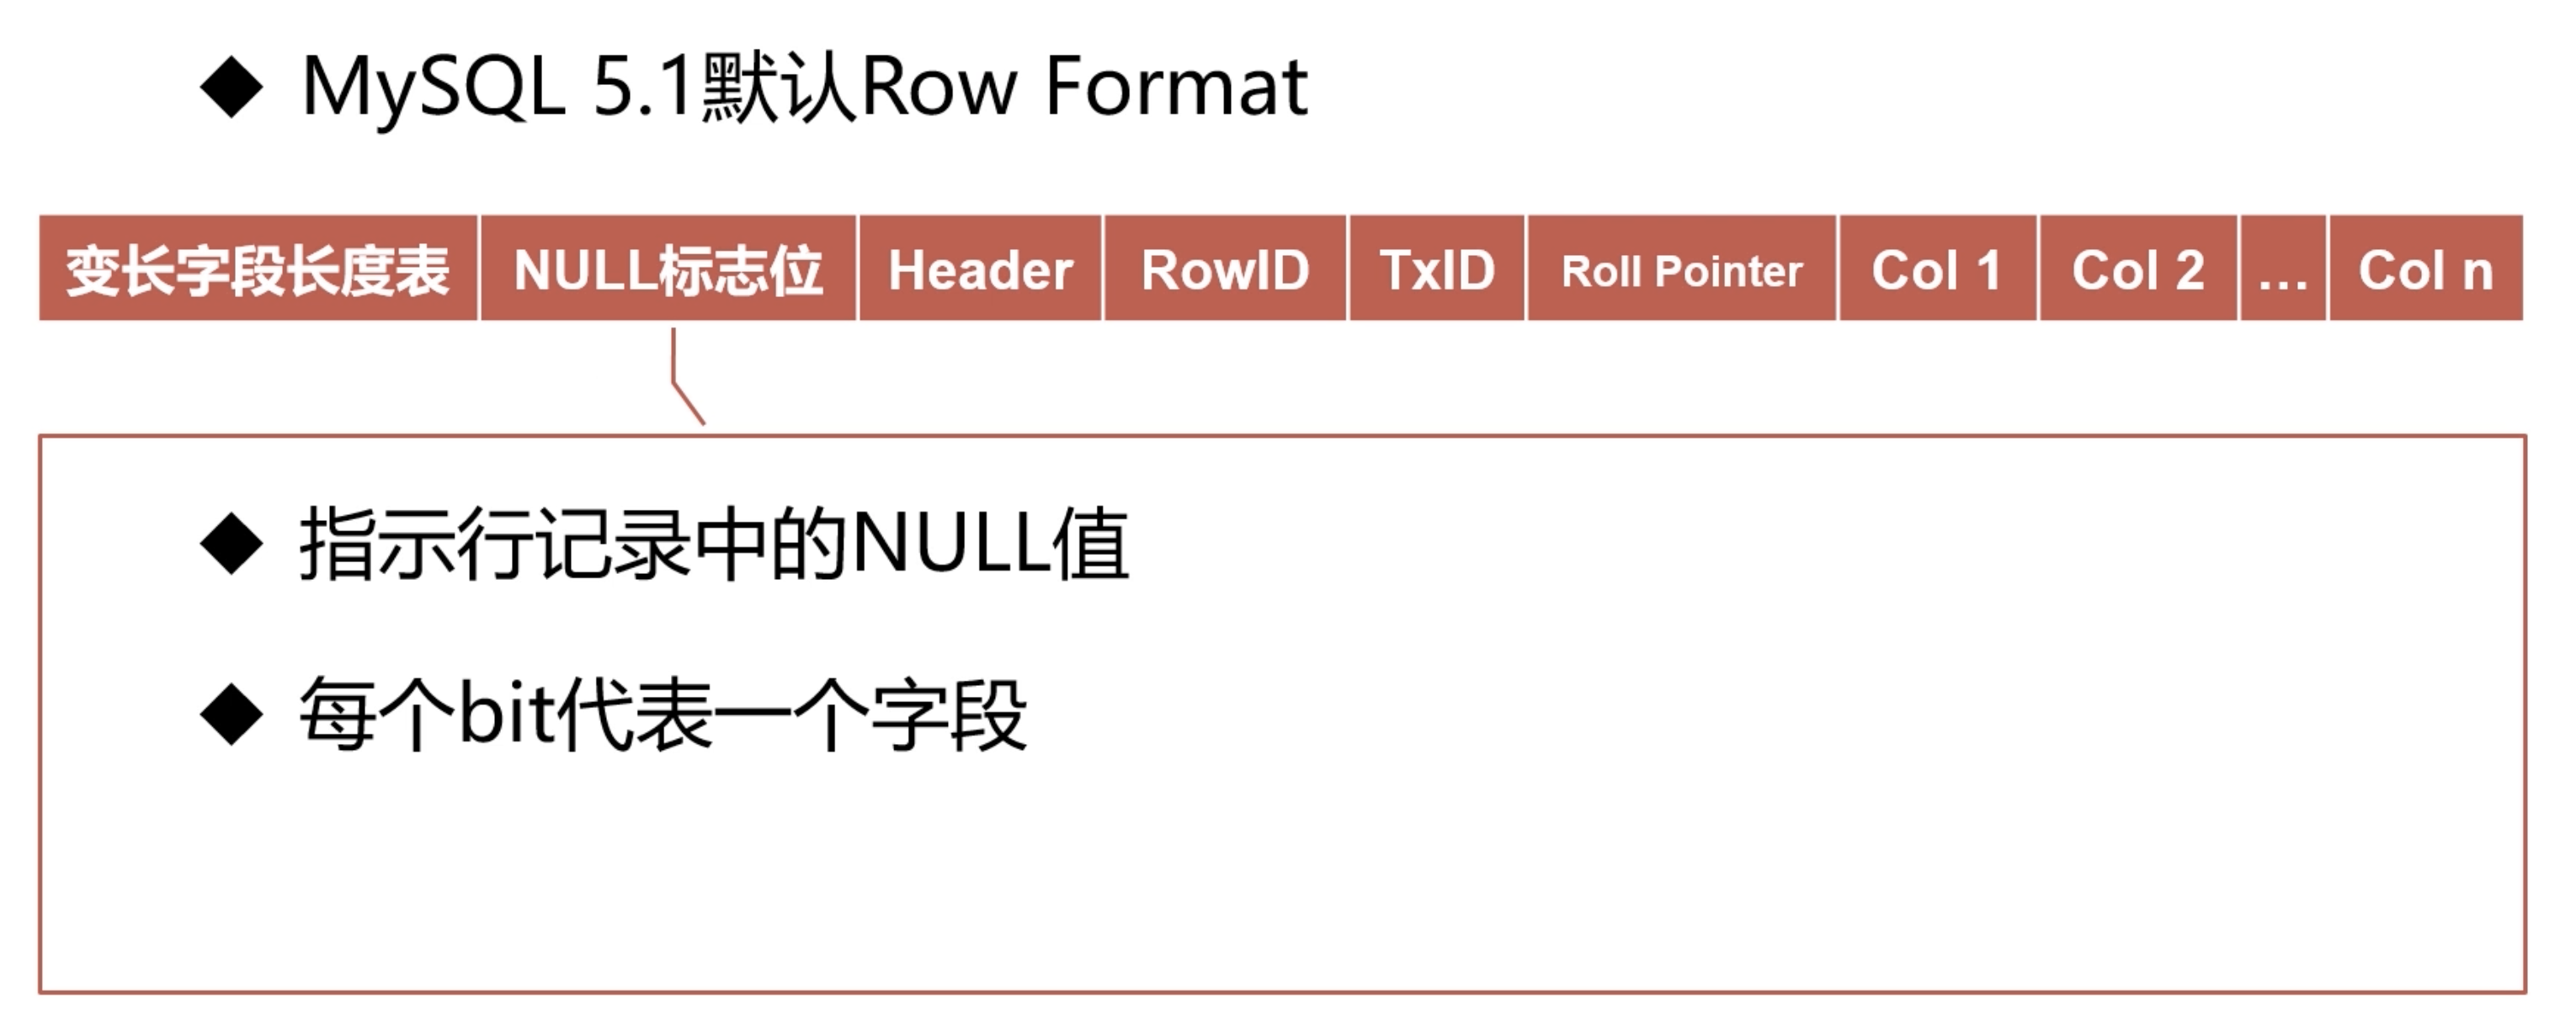 ◆ MySQL 5.1默认Row Format
变长字段长度表 NULL标志位 Header RowID TxID Roll Pointer Col 1 Col 2 ... Col n
◆ 指示行记录中的NULL值
◆ 每个bit代表一个字段